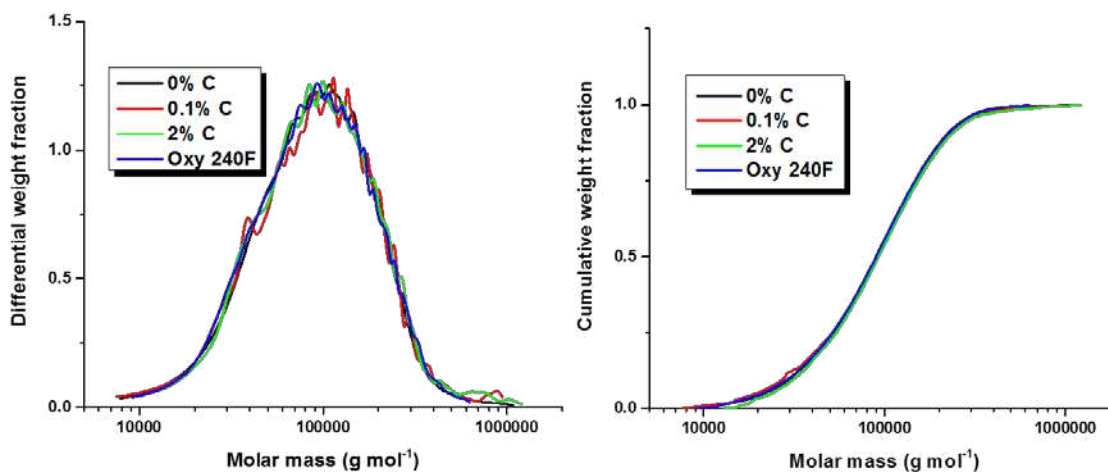 1.5
1.0
0.5
0.0
Differential weight fraction
0% C
0.1% C
2% C
Oxy 240F
10000
100000
1000000
Molar mass (g mol⁻¹)
1.0
0.5
0.0
Cumulative weight fraction
0% C
0.1% C
2% C
Oxy 240F
10000
100000
1000000
Molar mass (g mol⁻¹)